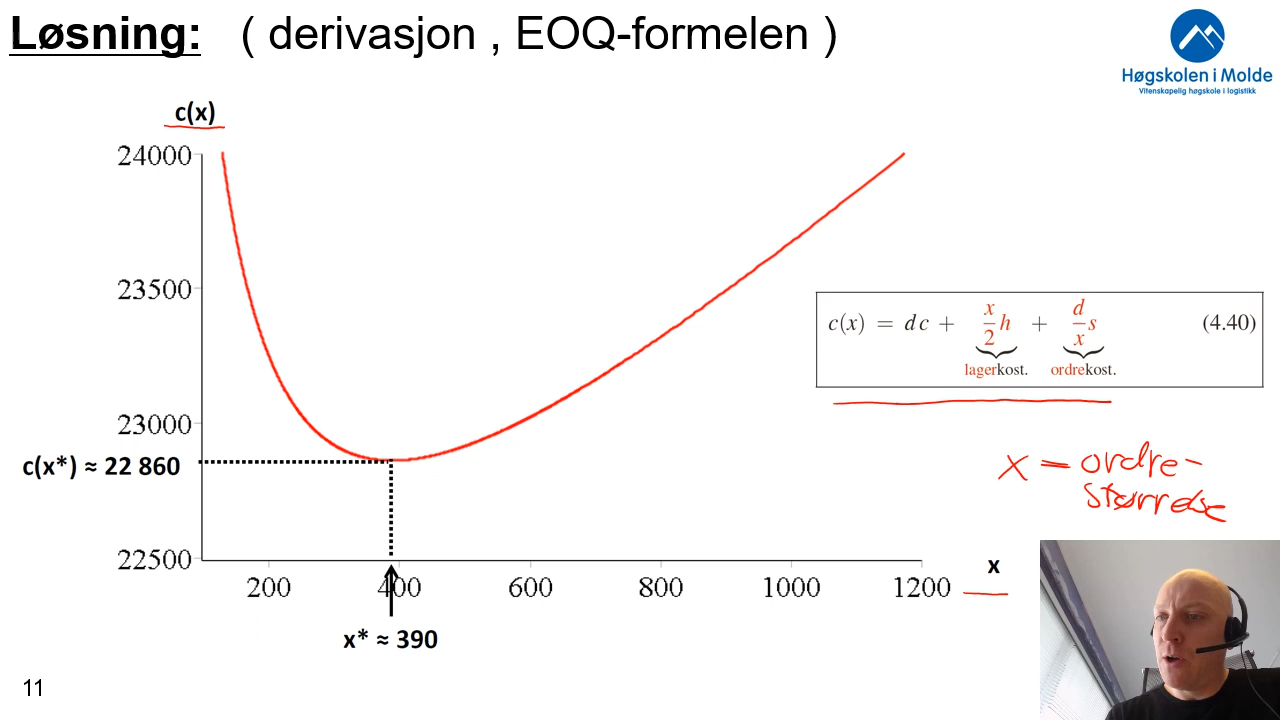 Løsning: ( derivasjon , EOQ-formelen )
Høgskolen i Molde
Vitenskapelig høgskole i logistikk
c(x)
24000
23500
23000
c(x*) ≈ 22 860
22500
200 400 600 800 1000 1200
x
x* ≈ 390
c(x) = dc + x/2 h + d/x s (4.40)
lagerkost. ordrekost.
x = ordre-
størrelse
11